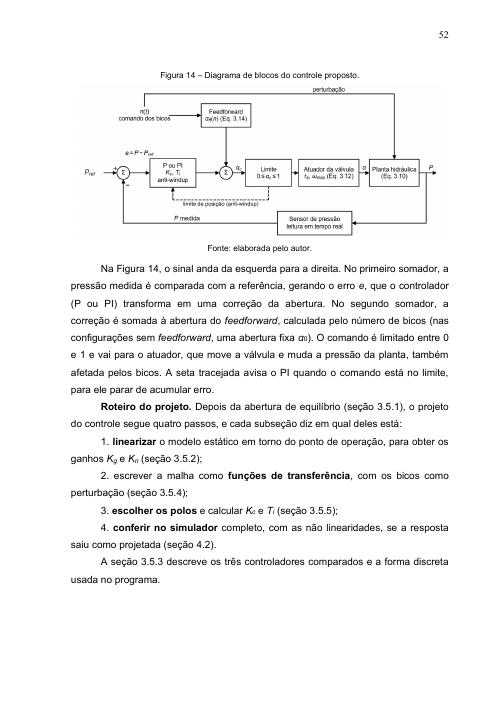 52
Figura 14 – Diagrama de blocos do controle proposto.
perturbação
n(t)
comando dos bicos
Feedforward
αff(n) (Eq. 3.14)
e = P − Pref
Pref
+
Σ
−
P ou PI
Kc, Ti
anti-windup
Σ
αc
Limite
0 ≤ αc ≤ 1
Atuador da válvula
τa, ωmáx (Eq. 3.12)
α
Planta hidráulica
(Eq. 3.10)
P
limite de posição (anti-windup)
P medida
Sensor de pressão
leitura em tempo real
Fonte: elaborada pelo autor.
Na Figura 14, o sinal anda da esquerda para a direita. No primeiro somador, a
pressão medida é comparada com a referência, gerando o erro e, que o controlador
(P ou PI) transforma em uma correção da abertura. No segundo somador, a
correção é somada à abertura do feedforward, calculada pelo número de bicos (nas
configurações sem feedforward, uma abertura fixa α0). O comando é limitado entre 0
e 1 e vai para o atuador, que move a válvula e muda a pressão da planta, também
afetada pelos bicos. A seta tracejada avisa o PI quando o comando está no limite,
para ele parar de acumular erro.
Roteiro do projeto. Depois da abertura de equilíbrio (seção 3.5.1), o projeto
do controle segue quatro passos, e cada subseção diz em qual deles está:
1. linearizar o modelo estático em torno do ponto de operação, para obter os
ganhos Kg e Kn (seção 3.5.2);
2. escrever a malha como funções de transferência, com os bicos como
perturbação (seção 3.5.4);
3. escolher os polos e calcular Kc e Ti (seção 3.5.5);
4. conferir no simulador completo, com as não linearidades, se a resposta
saiu como projetada (seção 4.2).
A seção 3.5.3 descreve os três controladores comparados e a forma discreta
usada no programa.